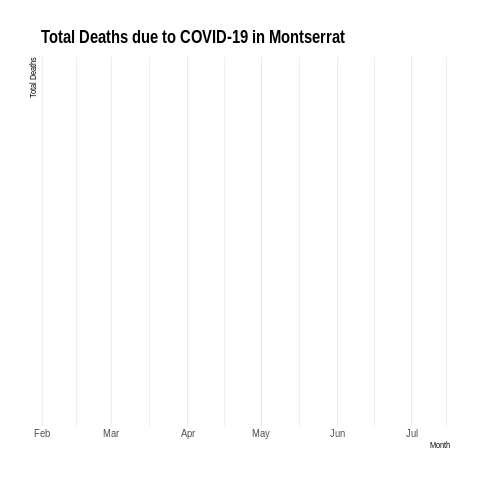 Total Deaths due to COVID-19 in Montserrat
Total Deaths
Feb Mar Apr May Jun Jul
Month